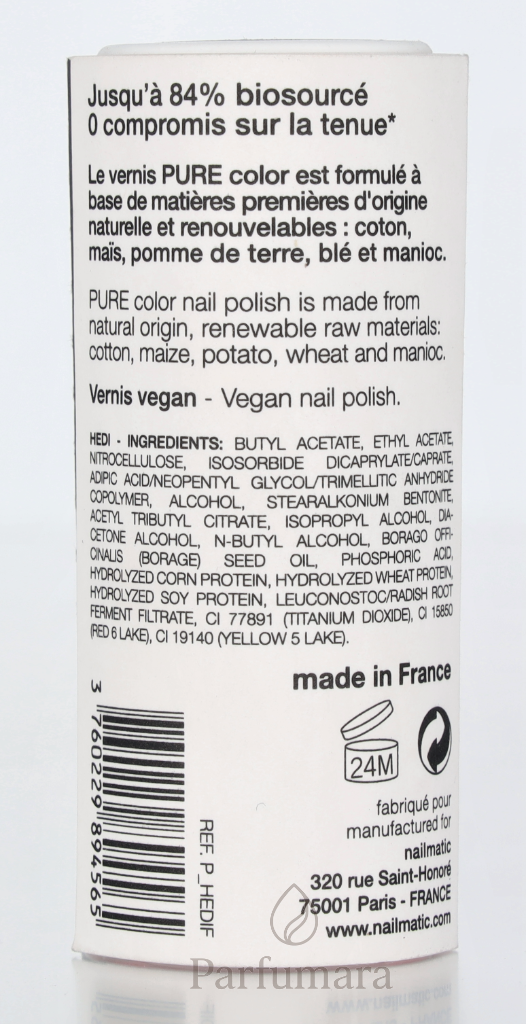 Jusqu'à 84% biosourcé
0 compromis sur la tenue*
Le vernis PURE color est formulé à
base de matières premières d'origine
naturelle et renouvelables : coton,
maïs, pomme de terre, blé et manioc.
PURE color nail polish is made from
natural origin, renewable raw materials:
cotton, maize, potato, wheat and manioc.
Vernis vegan - Vegan nail polish.
HEDI - INGREDIENTS: BUTYL ACETATE, ETHYL ACETATE,
NITROCELLULOSE, ISOSORBIDE DICAPRYLATE/CAPRATE,
ADIPIC ACID/NEOPENTYL GLYCOL/TRIMELLITIC ANHYDRIDE
COPOLYMER, ALCOHOL, STEARALKONIUM BENTONITE,
ACETYL TRIBUTYL CITRATE, ISOPROPYL ALCOHOL, DIA-
CETONE ALCOHOL, N-BUTYL ALCOHOL, BORAGO OFFI-
CINALIS (BORAGE) SEED OIL, PHOSPHORIC ACID,
HYDROLYZED CORN PROTEIN, HYDROLYZED WHEAT PROTEIN,
HYDROLYZED SOY PROTEIN, LEUCONOSTOC/RADISH ROOT
FERMENT FILTRATE, CI 77891 (TITANIUM DIOXIDE), CI 15850
(RED 6 LAKE), CI 19140 (YELLOW 5 LAKE).
made in France
24M
fabriqué pour
manufactured for
nailmatic
320 rue Saint-Honoré
75001 Paris - FRANCE
www.nailmatic.com
3 760229 894565
REF. P_HEDIF
Parfumara